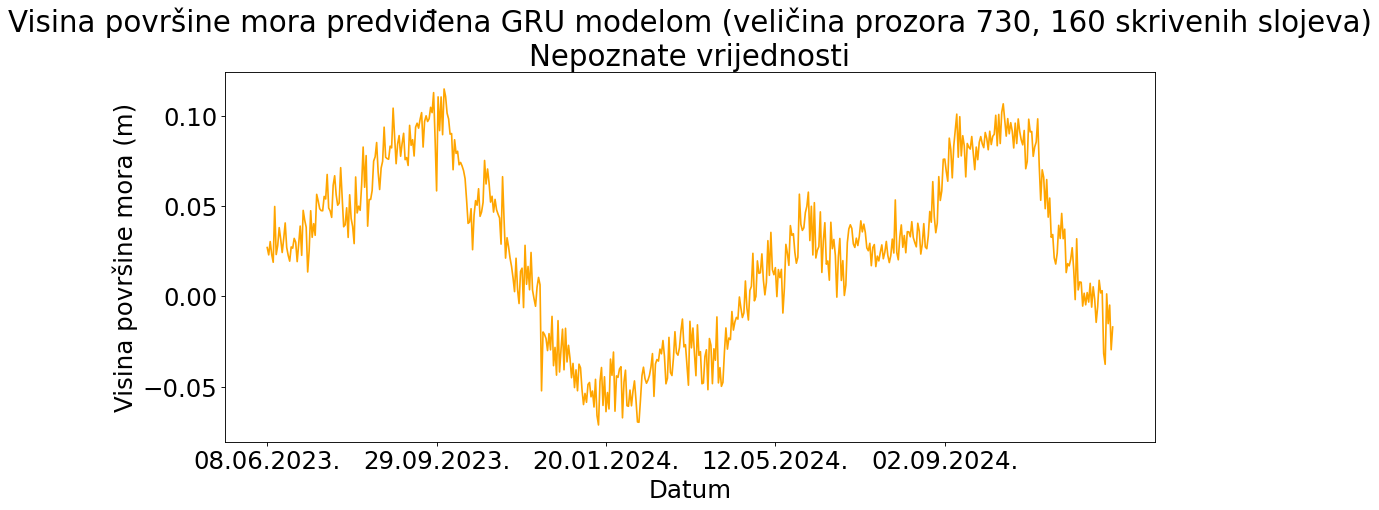 Visina površine mora predviđena GRU modelom (veličina prozora 730, 160 skrivenih slojeva)
Nepoznate vrijednosti
Visina površine mora (m)
0.10
0.05
0.00
−0.05
08.06.2023. 29.09.2023. 20.01.2024. 12.05.2024. 02.09.2024.
Datum